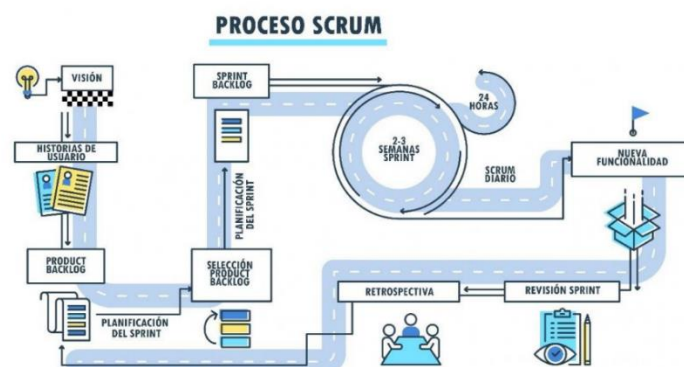 PROCESO SCRUM
VISIÓN
HISTORIAS DE
USUARIO
PRODUCT
BACKLOG
PLANIFICACIÓN
DEL SPRINT
SELECCIÓN
PRODUCT
BACKLOG
PLANIFICACIÓN
DEL SPRINT
SPRINT
BACKLOG
2-3
SEMANAS
SPRINT
24
HORAS
SCRUM
DIARIO
NUEVA
FUNCIONALIDAD
REVISIÓN SPRINT
RETROSPECTIVA